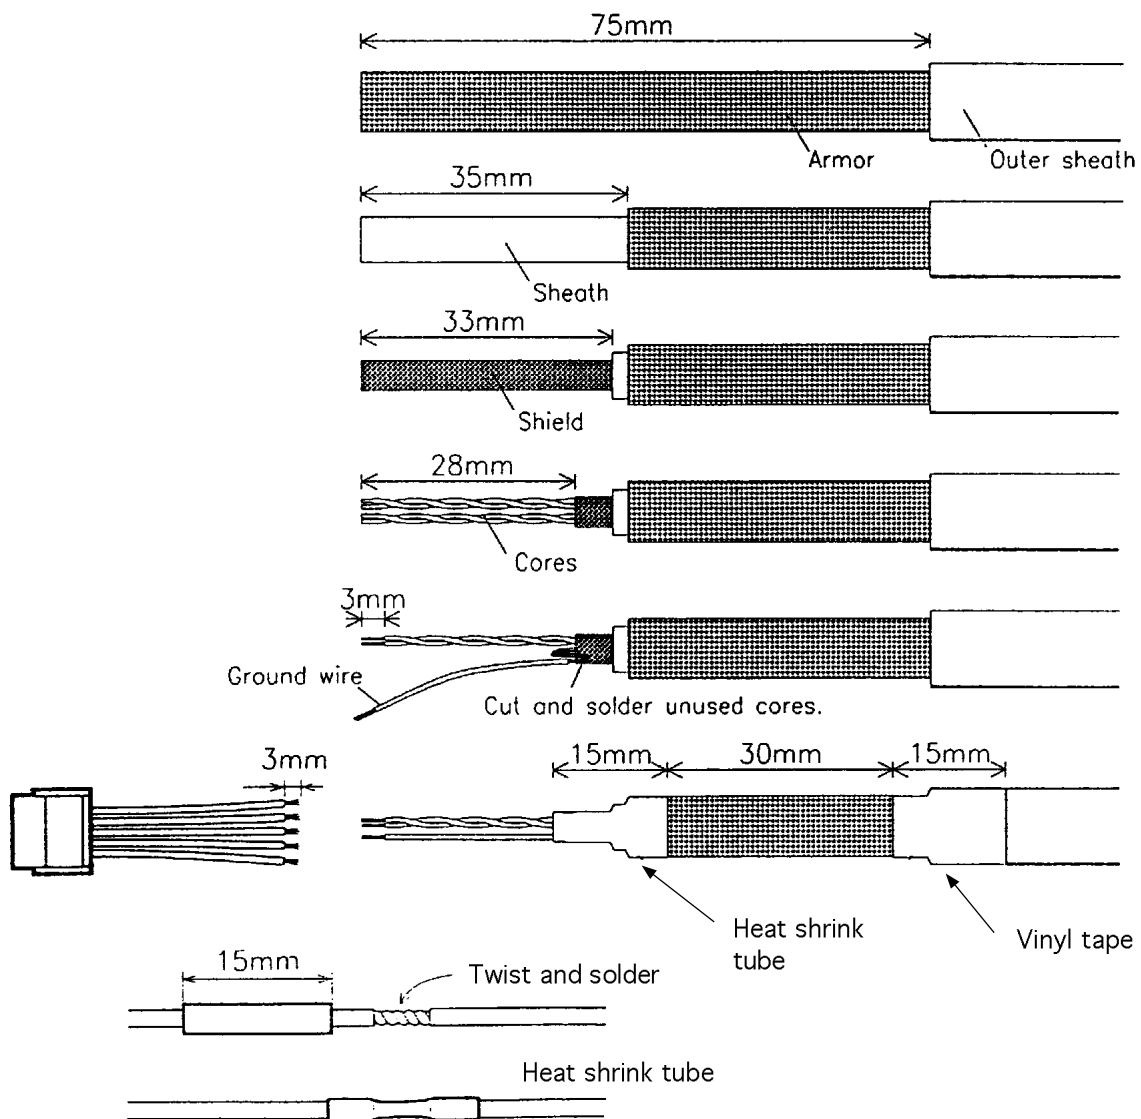 75mm
Armor
Outer sheath
35mm
Sheath
33mm
Shield
28mm
Cores
3mm
Ground wire
Cut and solder unused cores.
3mm
15mm
30mm
15mm
Heat shrink
tube
Vinyl tape
15mm
Twist and solder
Heat shrink tube